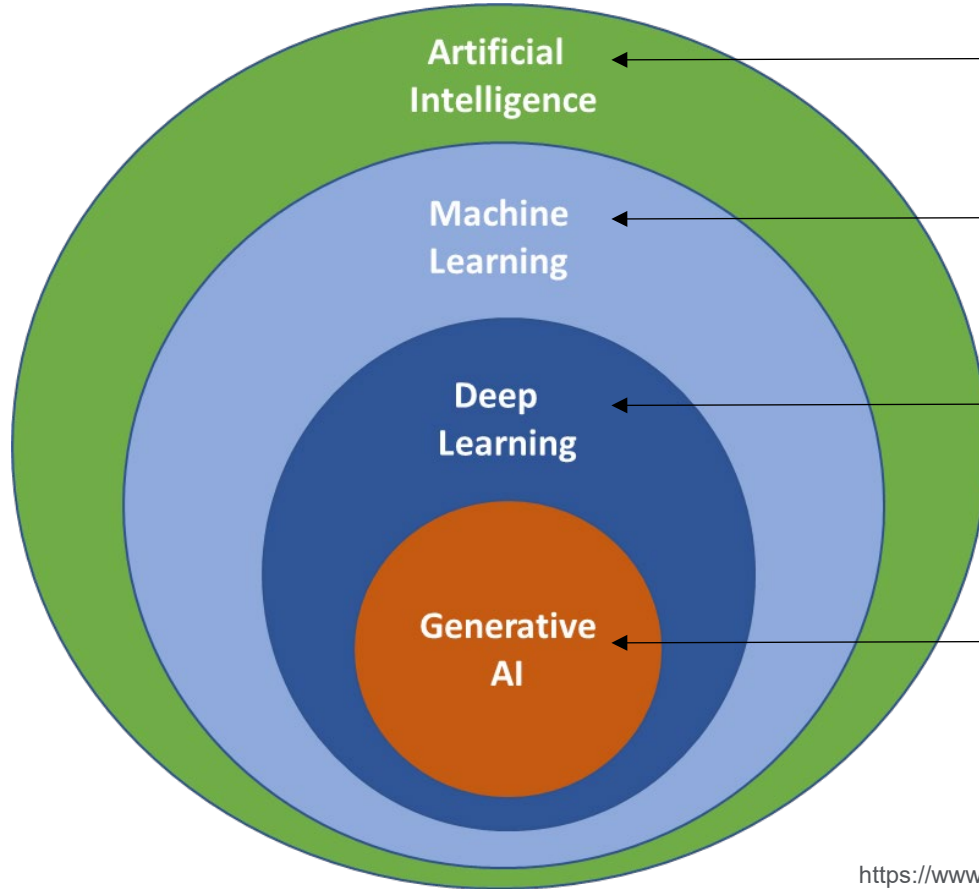 Artificial
Intelligence
Machine
Learning
Deep
Learning
Generative
AI
https://www